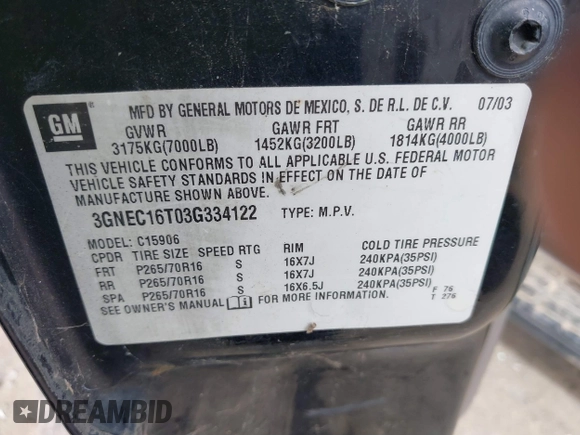 GM
MFD BY GENERAL MOTORS DE MEXICO, S. DE R.L. DE C.V. 07/03
GVWR GAWR FRT GAWR RR
3175KG(7000LB) 1452KG(3200LB) 1814KG(4000LB)
THIS VEHICLE CONFORMS TO ALL APPLICABLE U.S. FEDERAL MOTOR
VEHICLE SAFETY STANDARDS IN EFFECT ON THE DATE OF
MANUFACTURE SHOWN ABOVE.
3GNEC16T03G334122 TYPE: M.P.V.
MODEL: C15906
CPDR TIRE SIZE SPEED RTG RIM COLD TIRE PRESSURE
FRT P265/70R16 S 16X7J 240KPA(35PSI)
RR P265/70R16 S 16X7J 240KPA(35PSI)
SPA P265/70R16 S 16X6.5J 240KPA(35PSI)
SEE OWNER'S MANUAL FOR MORE INFORMATION.
F 76
T 276
DREAMBID